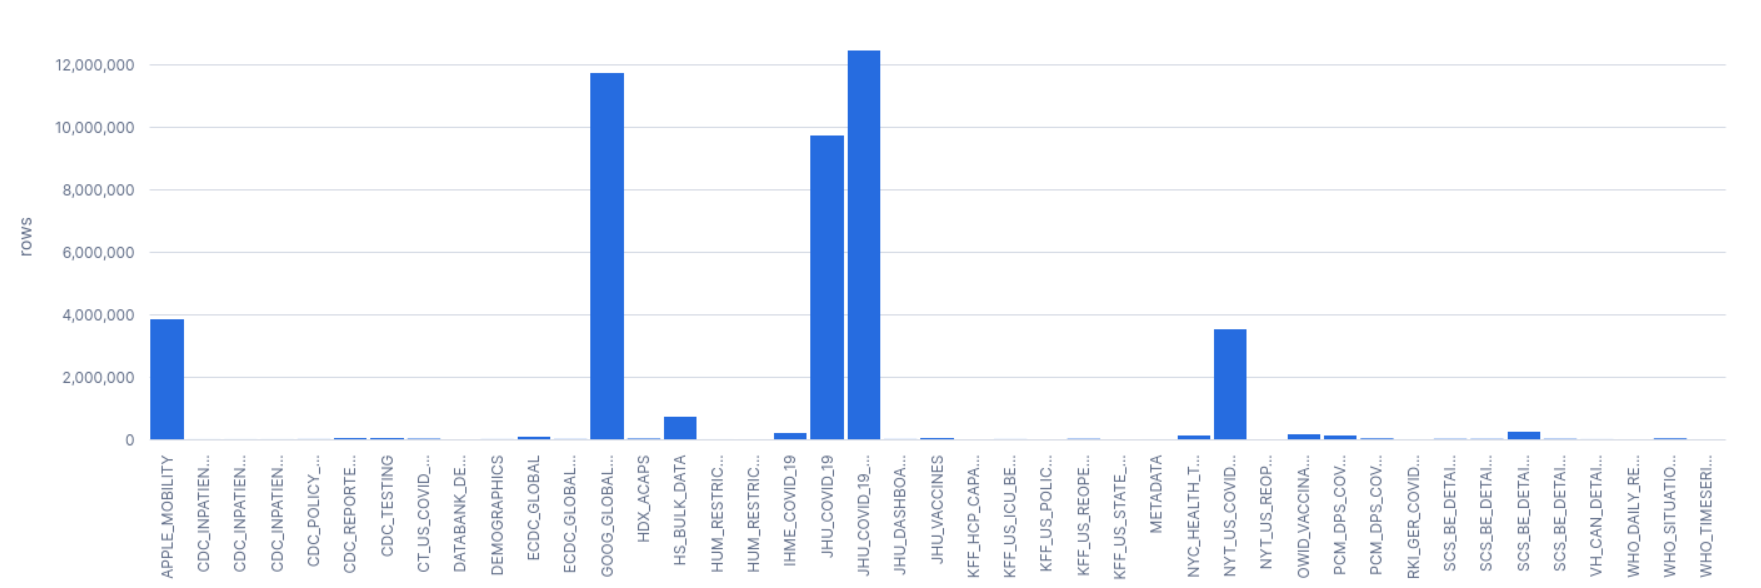 rows
12,000,000
10,000,000
8,000,000
6,000,000
4,000,000
2,000,000
0
APPLE_MOBILITY
CDC_INPATIEN...
CDC_INPATIEN...
CDC_INPATIEN...
CDC_POLICY_...
CDC_REPORTE...
CDC_TESTING
CT_US_COVID_...
DATABANK_DE...
DEMOGRAPHICS
ECDC_GLOBAL
ECDC_GLOBAL...
GOOG_GLOBAL...
HDX_ACAPS
HS_BULK_DATA
HUM_RESTRIC...
HUM_RESTRIC...
IHME_COVID_19
JHU_COVID_19
JHU_COVID_19_...
JHU_DASHBOA...
JHU_VACCINES
KFF_HCP_CAPA...
KFF_US_ICU_BE...
KFF_US_POLIC...
KFF_US_REOPE...
KFF_US_STATE_...
METADATA
NYC_HEALTH_T...
NYT_US_COVID...
NYT_US_REOP...
OWID_VACCINA...
PCM_DPS_COV...
PCM_DPS_COV...
RKI_GER_COVID...
SCS_BE_DETAI...
SCS_BE_DETAI...
SCS_BE_DETAI...
SCS_BE_DETAI...
VH_CAN_DETAI...
WHO_DAILY_RE...
WHO_SITUATIO...
WHO_TIMESERI...